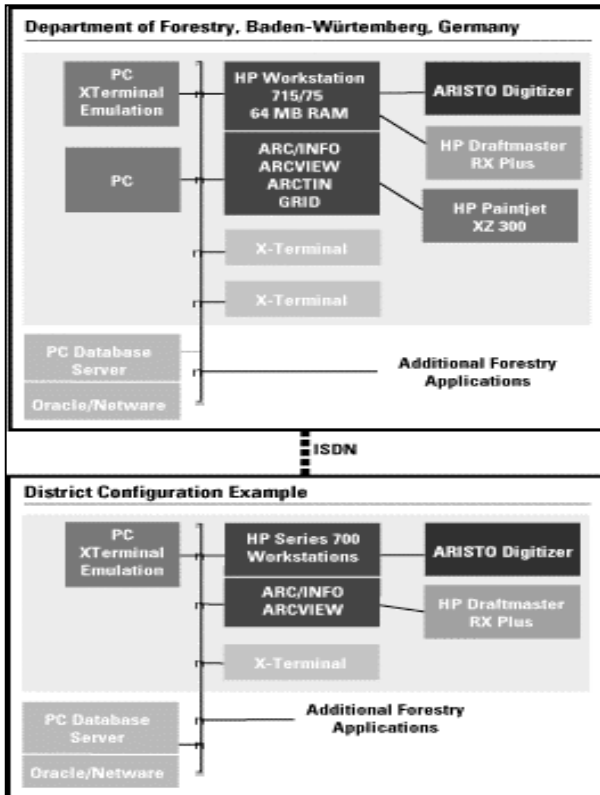 Department of Forestry, Baden-Würtemberg, Germany
PC
XTerminal
Emulation
HP Workstation
715/75
64 MB RAM
ARISTO Digitizer
HP Draftmaster
RX Plus
PC
ARC/INFO
ARCVIEW
ARCTIN
GRID
HP Paintjet
XZ 300
X-Terminal
X-Terminal
PC Database
Server
Oracle/Netware
Additional Forestry
Applications
ISDN
District Configuration Example
PC
XTerminal
Emulation
HP Series 700
Workstations
ARISTO Digitizer
ARC/INFO
ARCVIEW
HP Draftmaster
RX Plus
X-Terminal
PC Database
Server
Oracle/Netware
Additional Forestry
Applications